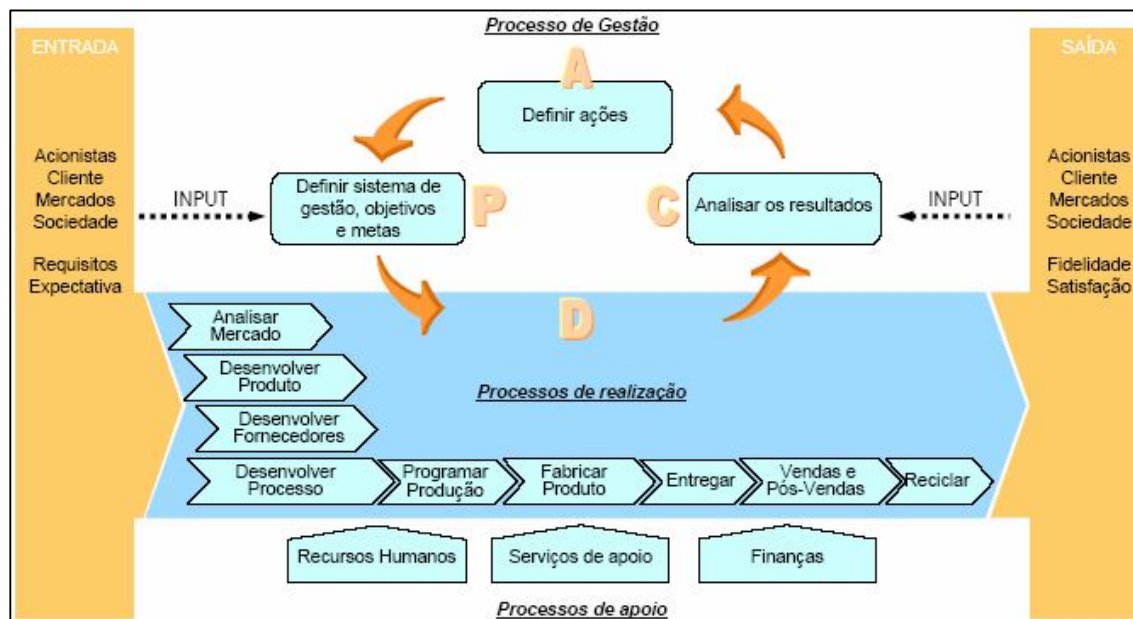 Processo de Gestão
ENTRADA
SAÍDA
A
Definir ações
Acionistas
Cliente
Mercados
Sociedade
Requisitos
Expectativa
INPUT
Definir sistema de
gestão, objetivos
e metas
P
C
Analisar os resultados
INPUT
Acionistas
Cliente
Mercados
Sociedade
Fidelidade
Satisfação
D
Analisar
Mercado
Desenvolver
Produto
Processos de realização
Desenvolver
Fornecedores
Desenvolver
Processo
Programar
Produção
Fabricar
Produto
Entregar
Vendas e
Pós-Vendas
Reciclar
Recursos Humanos
Serviços de apoio
Finanças
Processos de apoio